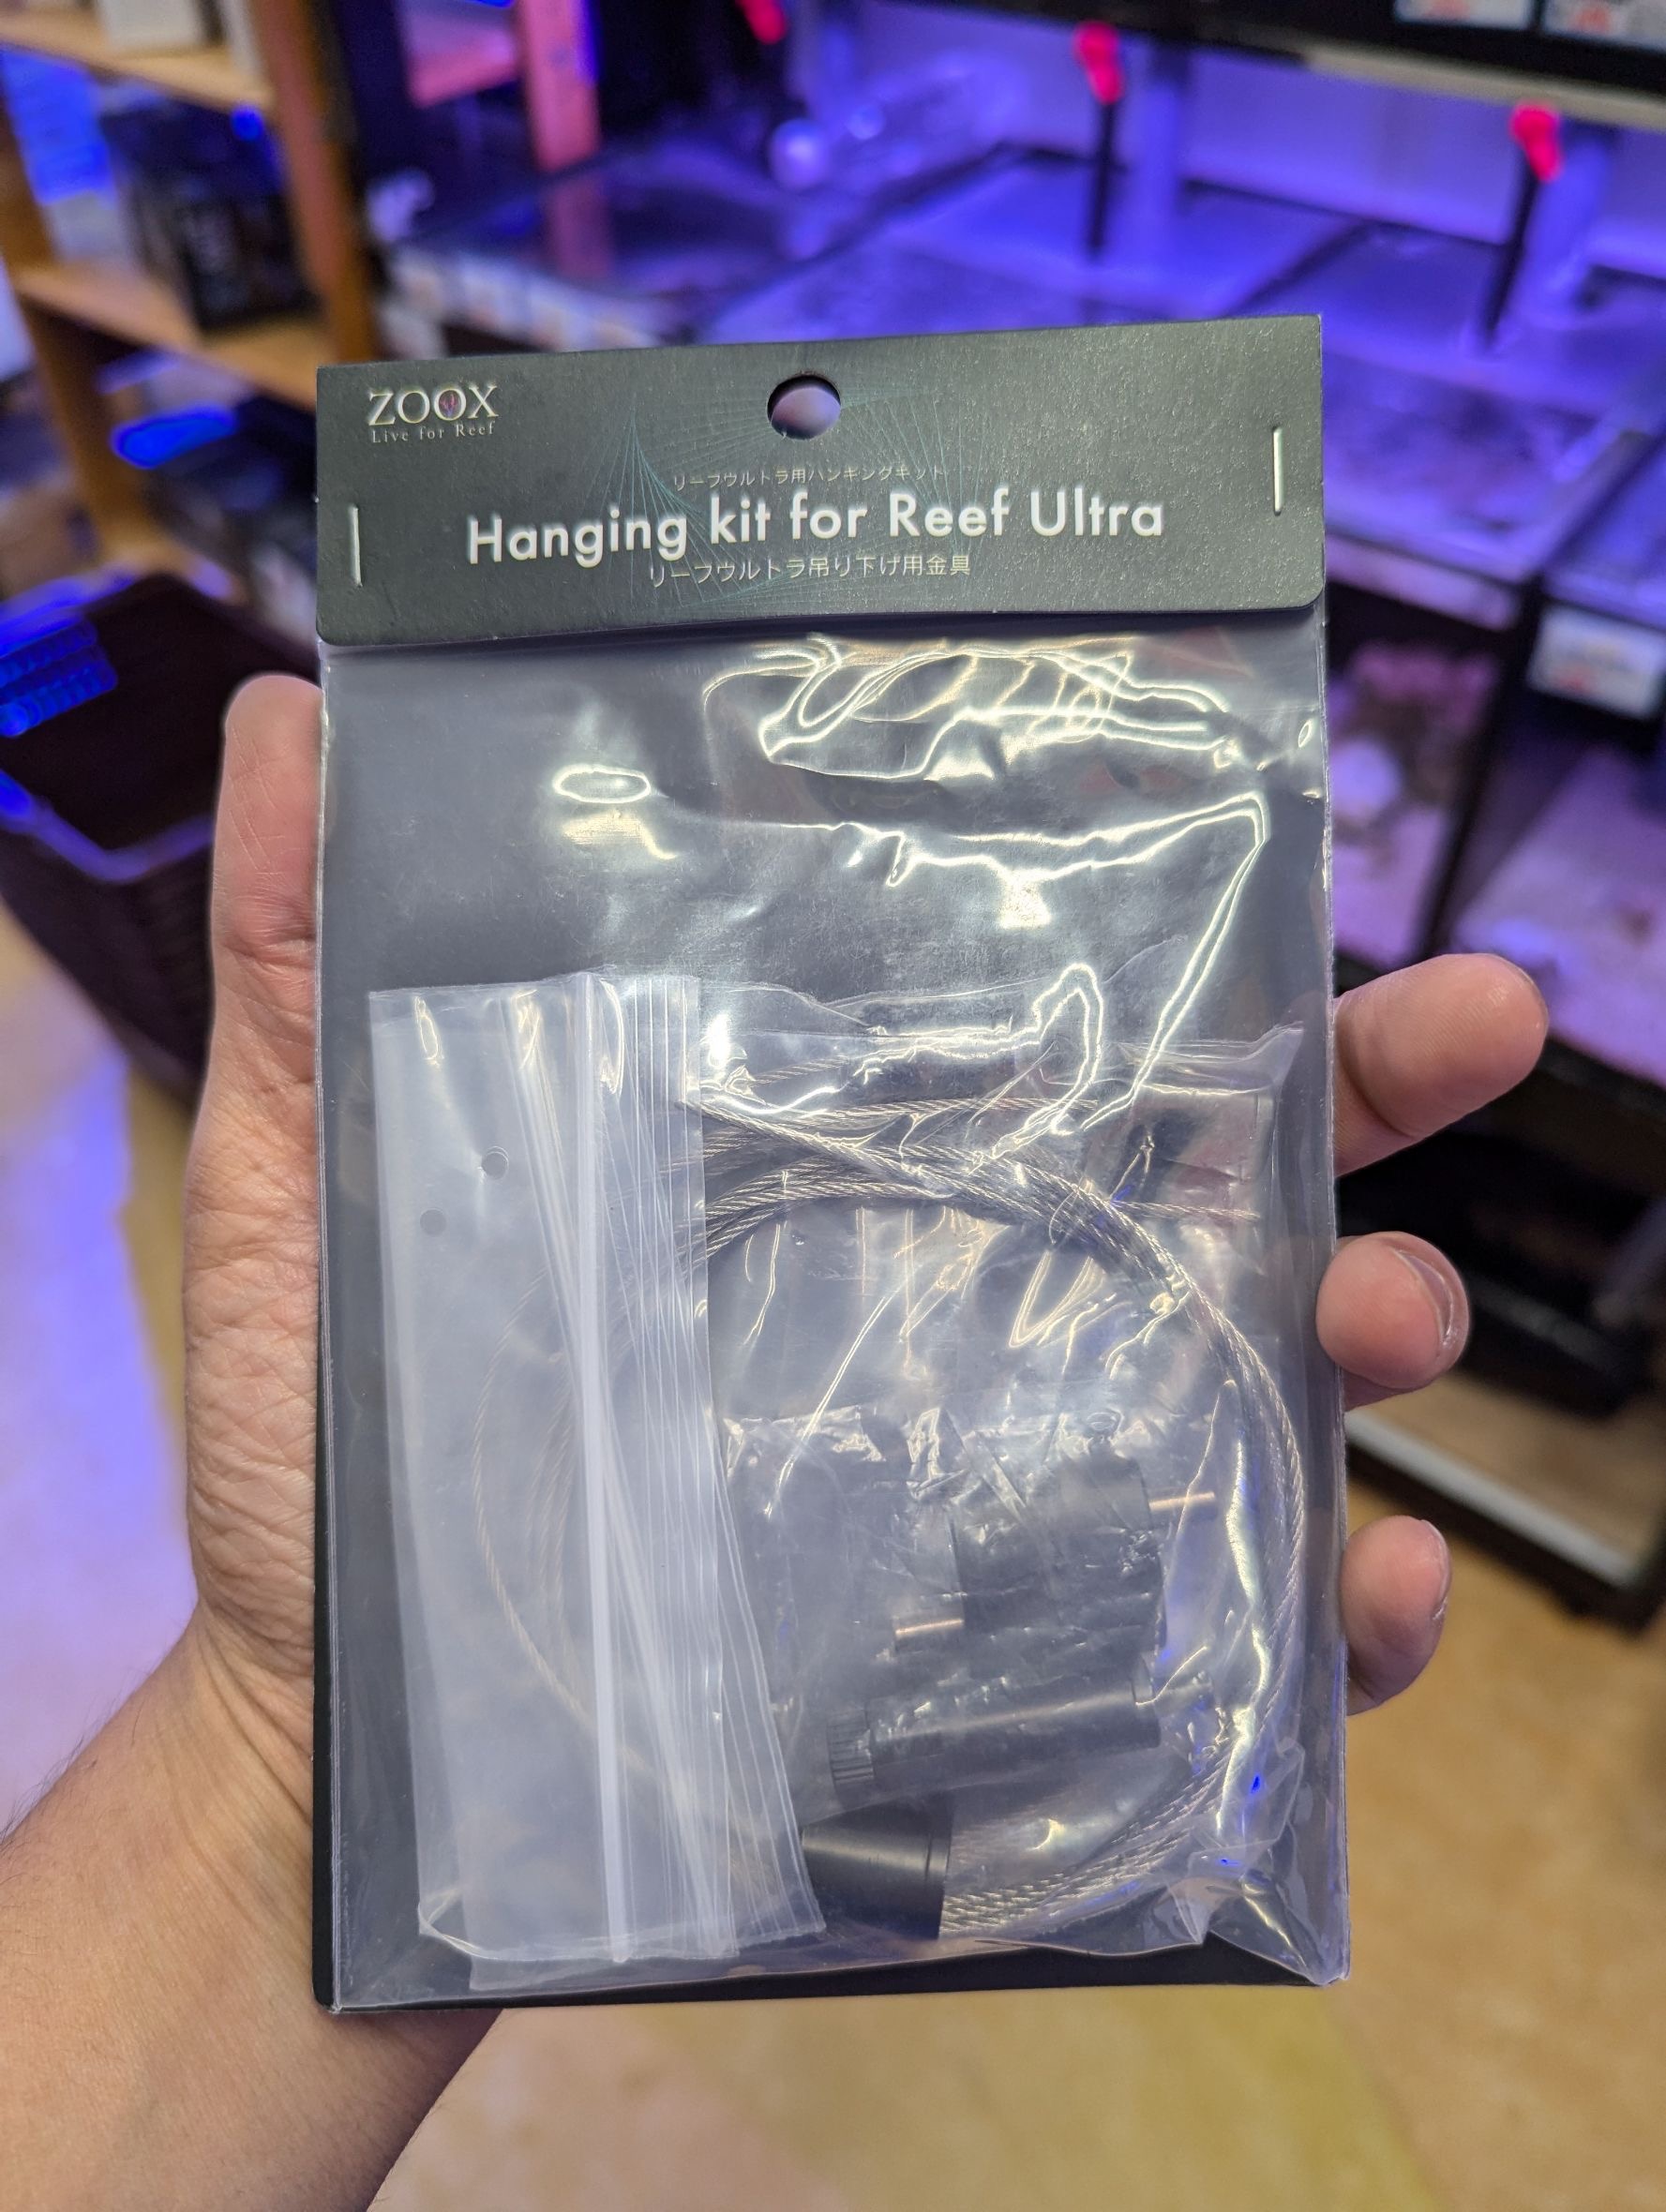 ZOOX
Live for Reef
リーフウルトラ用ハンキングキット
Hanging kit for Reef Ultra
リーフウルトラ吊り下げ用金具